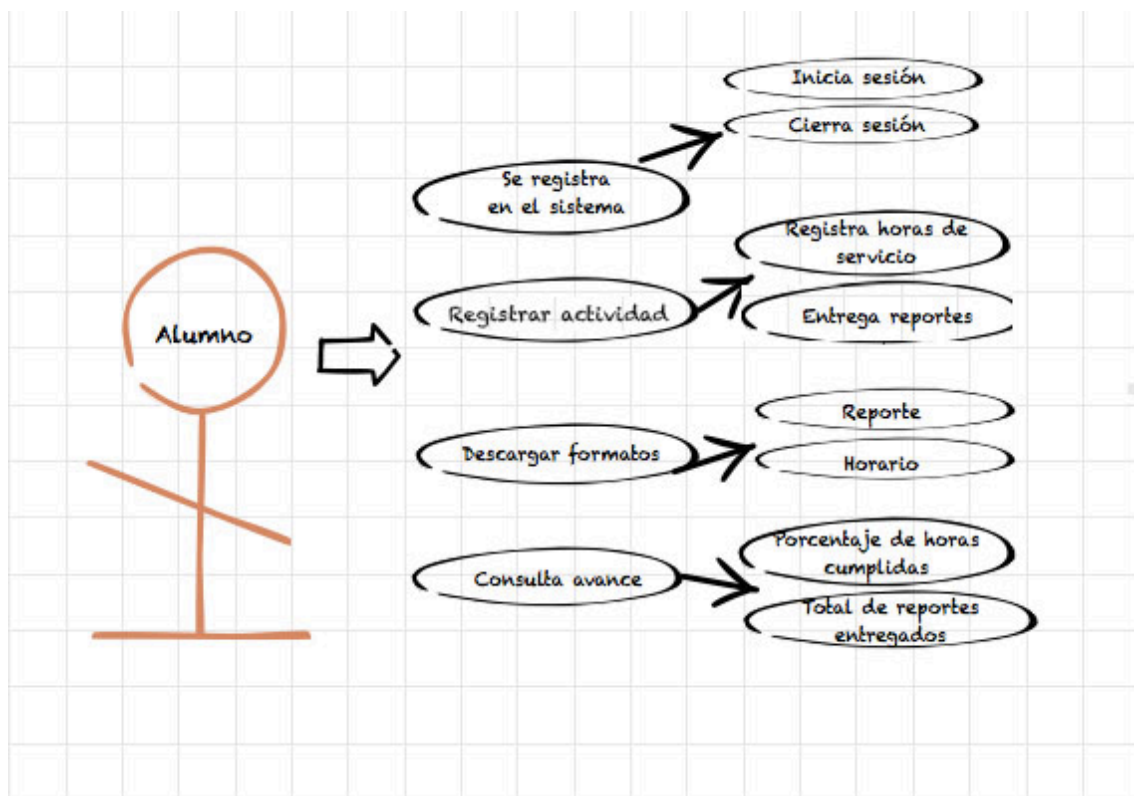 Alumno
Se registra
en el sistema
Inicia sesión
Cierra sesión
Registrar actividad
Registra horas de
servicio
Entrega reportes
Descargar formatos
Reporte
Horario
Consulta avance
Porcentaje de horas
cumplidas
Total de reportes
entregados